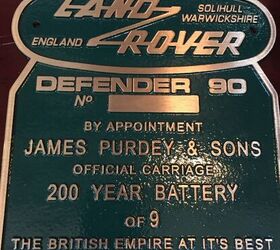 LAND ROVER
SOLIHULL
WARWICKSHIRE
ENGLAND
DEFENDER 90
Nº
BY APPOINTMENT
JAMES PURDEY & SONS
OFFICIAL CARRIAGE
200 YEAR BATTERY
OF 9
THE BRITISH EMPIRE AT IT'S BEST